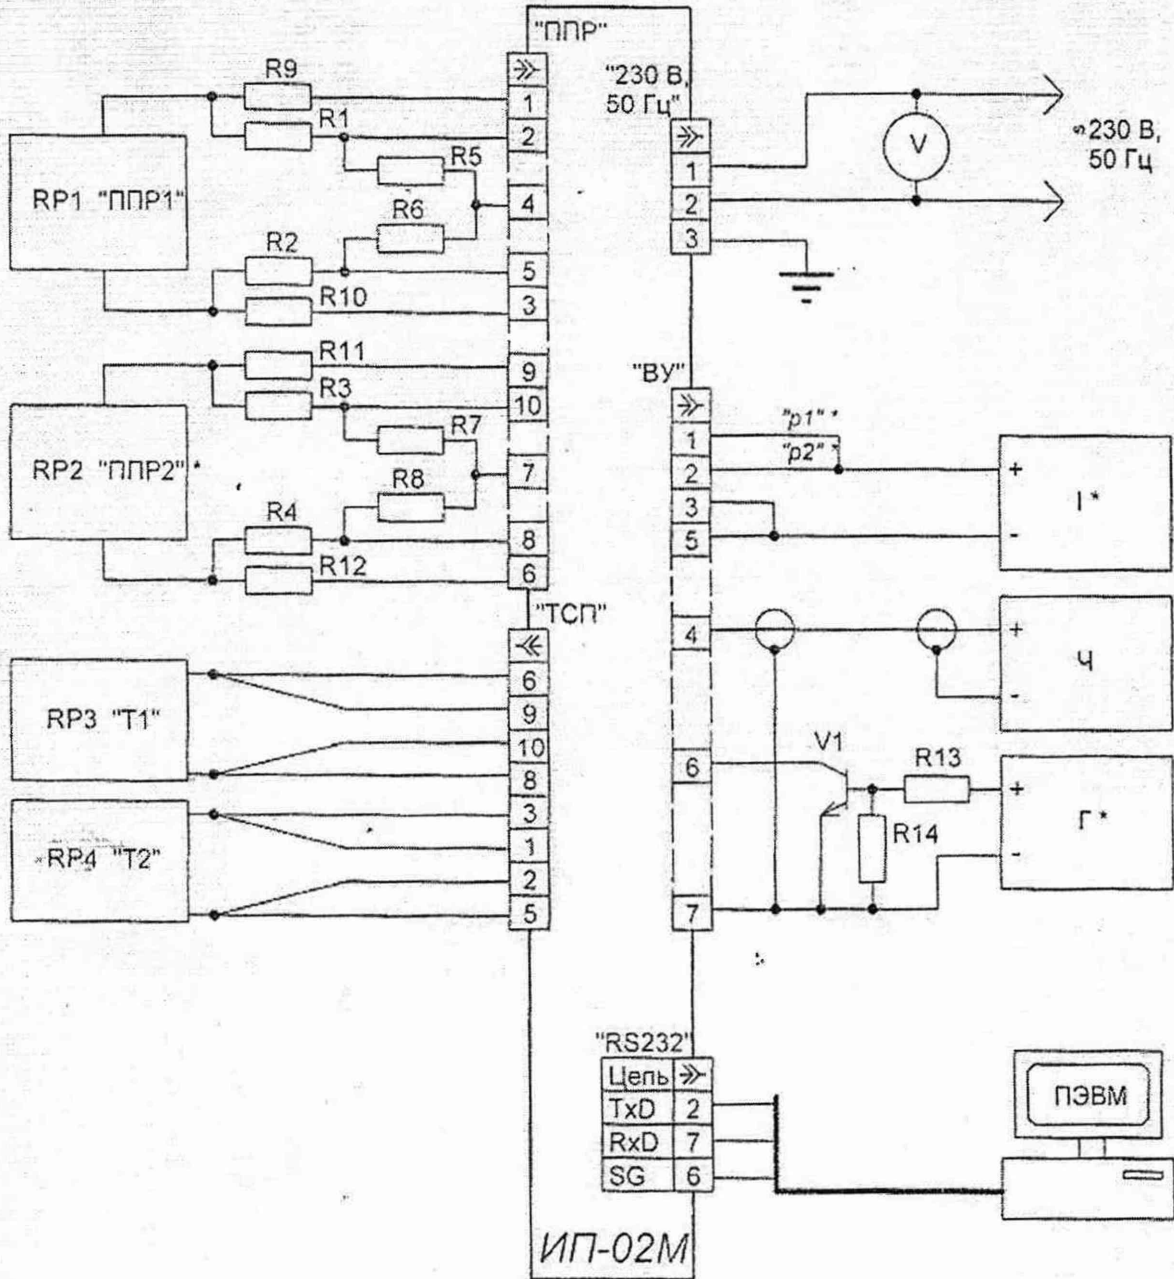 "ППР"
R9
1
R1
2
R5
RP1 "ППР1"
4
R6
R2
5
R10
3
R11
9
R3
10
R7
RP2 "ППР2" *
7
R8
R4
8
R12
6
"ТСП"
6
RP3 "Т1"
9
10
8
3
RP4 "Т2"
1
2
5
"230 В,
50 Гц"
1
2
3
V
230 В,
50 Гц
"ВУ"
1
"р1" *
2
"р2" *
3
5
+
I *
-
4
+
Ч
-
6
V1
R13
+
Г *
R14
-
7
"RS232"
Цепь
TxD 2
RxD 7
SG 6
ПЭВМ
ИП-02М